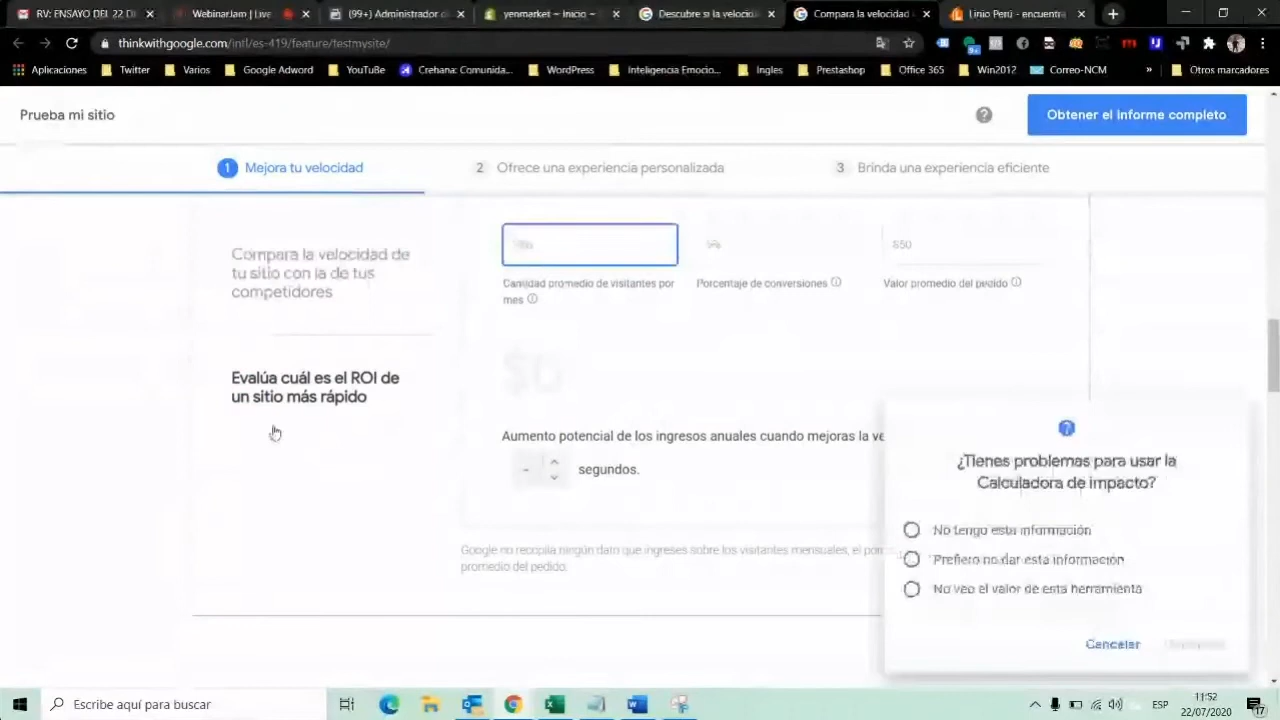 RV: ENSAYO DEL 22 DI
WebinarJam | Live
(99+) Administrador d
yenmarket – Inicio –
Descubre si la velocid
Compara la velocidad
Linio Perú - encuentra
thinkwithgoogle.com/intl/es-419/feature/testmysite/
Aplicaciones
Twitter
Varios
Google Adword
YouTuBe
Crehana: Comunida...
WordPress
Inteligencia Emocio...
Ingles
Prestashop
Office 365
Win2012
Correo-NCM
»
Otros marcadores
Prueba mi sitio
Obtener el informe completo
1 Mejora tu velocidad
2 Ofrece una experiencia personalizada
3 Brinda una experiencia eficiente
Compara la velocidad de
tu sitio con la de tus
competidores
$50
Cantidad promedio de visitantes por
mes
Porcentaje de conversiones
Valor promedio del pedido
Evalúa cuál es el ROI de
un sitio más rápido
$0
Aumento potencial de los ingresos anuales cuando mejoras la ve
- segundos.
Google no recopila ningún dato que ingreses sobre los visitantes mensuales, el por
promedio del pedido.
¿Tienes problemas para usar la
Calculadora de impacto?
No tengo esta información
Prefiero no dar esta información
No veo el valor de esta herramienta
Cancelar
Escribe aquí para buscar
ESP
11:52
22/07/2020
17